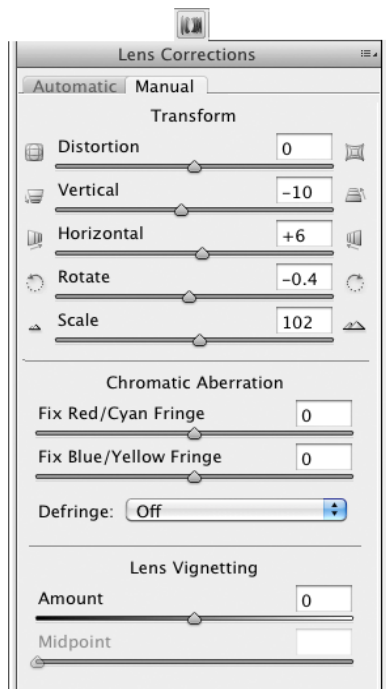 Lens Corrections
Automatic Manual
Transform
Distortion 0
Vertical –10
Horizontal +6
Rotate –0.4
Scale 102
Chromatic Aberration
Fix Red/Cyan Fringe 0
Fix Blue/Yellow Fringe 0
Defringe: Off
Lens Vignetting
Amount 0
Midpoint